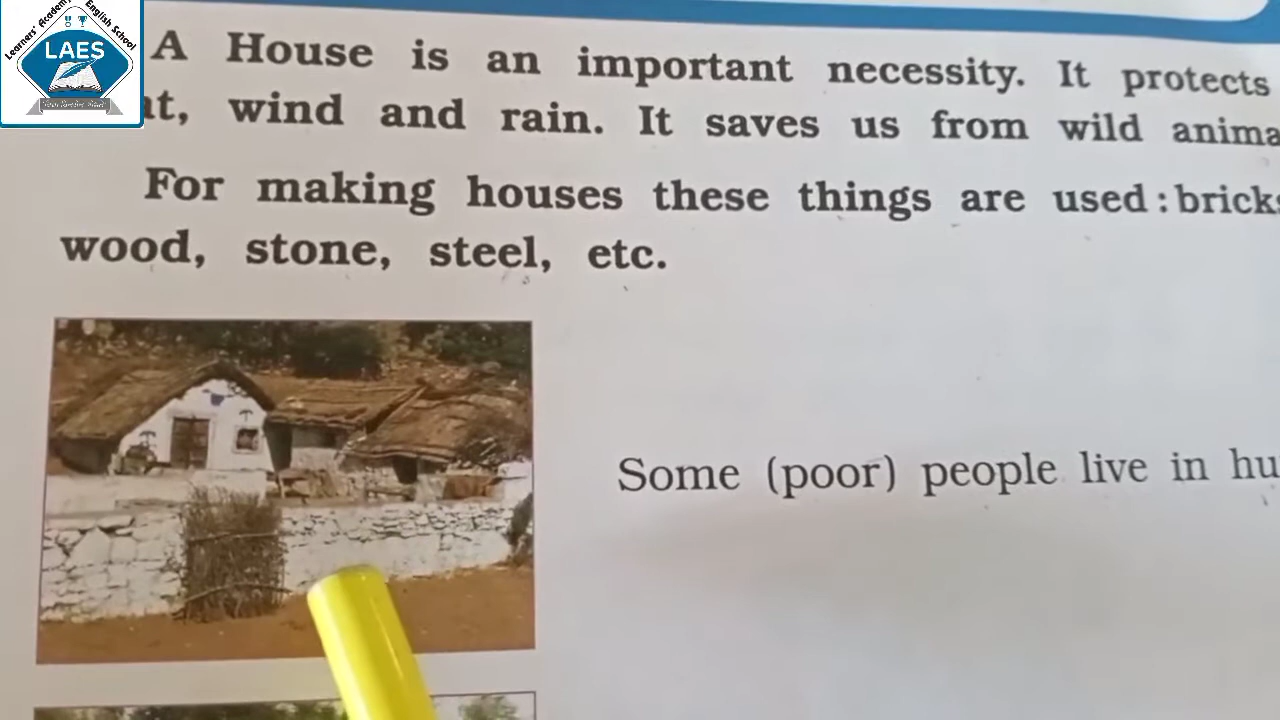 Learners' Academy English School
LAES
A House is an important necessity. It protects
wind and rain. It saves us from wild
For making houses these things are used :
wood, stone, steel, etc.
Some (poor) people live in